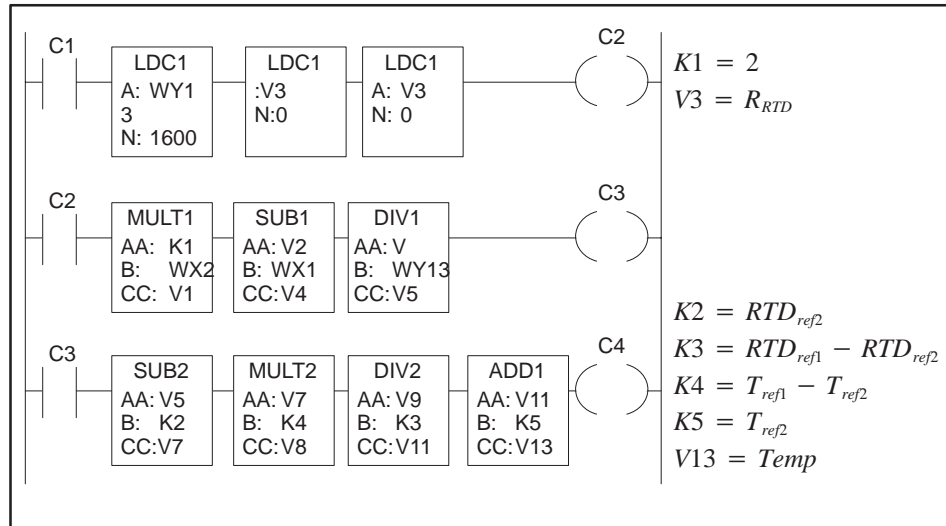 C1
C2
LDC1
A: WY1
3
N: 1600
LDC1
:V3
N:0
LDC1
A: V3
N: 0
K1 = 2
V3 = R_RTD
C2
C3
MULT1
AA: K1
B: WX2
CC: V1
SUB1
AA: V2
B: WX1
CC:V4
DIV1
AA: V
B: WY13
CC:V5
C3
C4
SUB2
AA: V5
B: K2
CC:V7
MULT2
AA: V7
B: K4
CC: V8
DIV2
AA: V9
B: K3
CC: V11
ADD1
AA: V11
B: K5
CC: V13
K2 = RTD_ref2
K3 = RTD_ref1 − RTD_ref2
K4 = T_ref1 − T_ref2
K5 = T_ref2
V13 = Temp